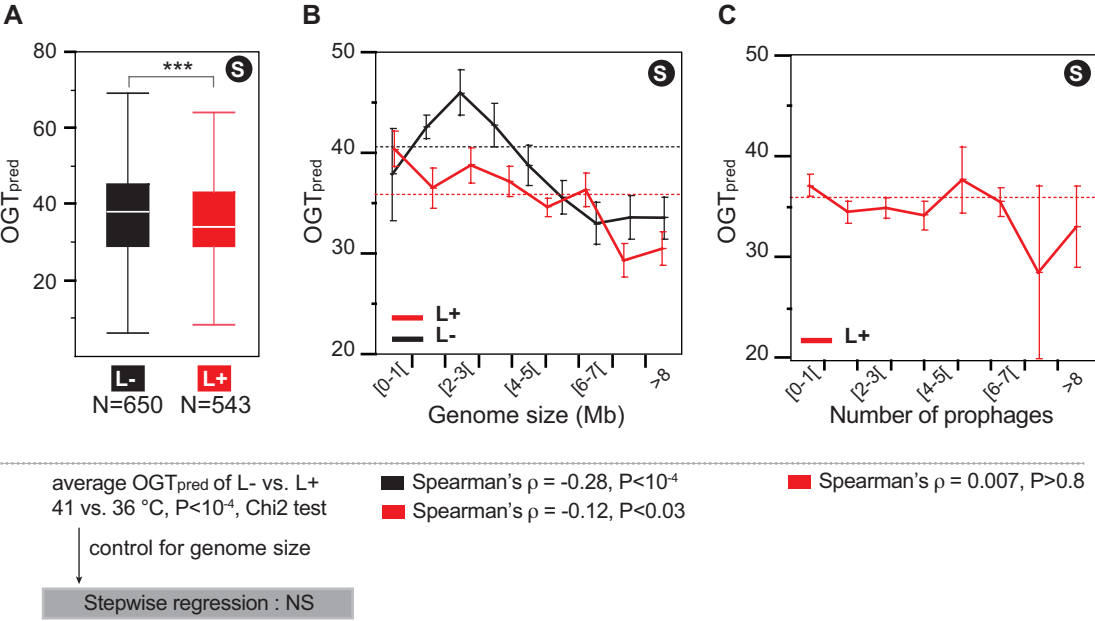 A
B
C
80
60
40
20
OGTpred
***
S
L-
L+
N=650
N=543
50
40
30
20
OGTpred
S
L+
L-
[0-1[
[2-3[
[4-5[
[6-7[
>8
Genome size (Mb)
50
40
30
20
OGTpred
S
L+
[0-1[
[2-3[
[4-5[
[6-7[
>8
Number of prophages
average OGTpred of L- vs. L+
41 vs. 36 °C, P<10-4, Chi2 test
control for genome size
Stepwise regression : NS
Spearman's ρ = -0.28, P<10-4
Spearman's ρ = -0.12, P<0.03
Spearman's ρ = 0.007, P>0.8